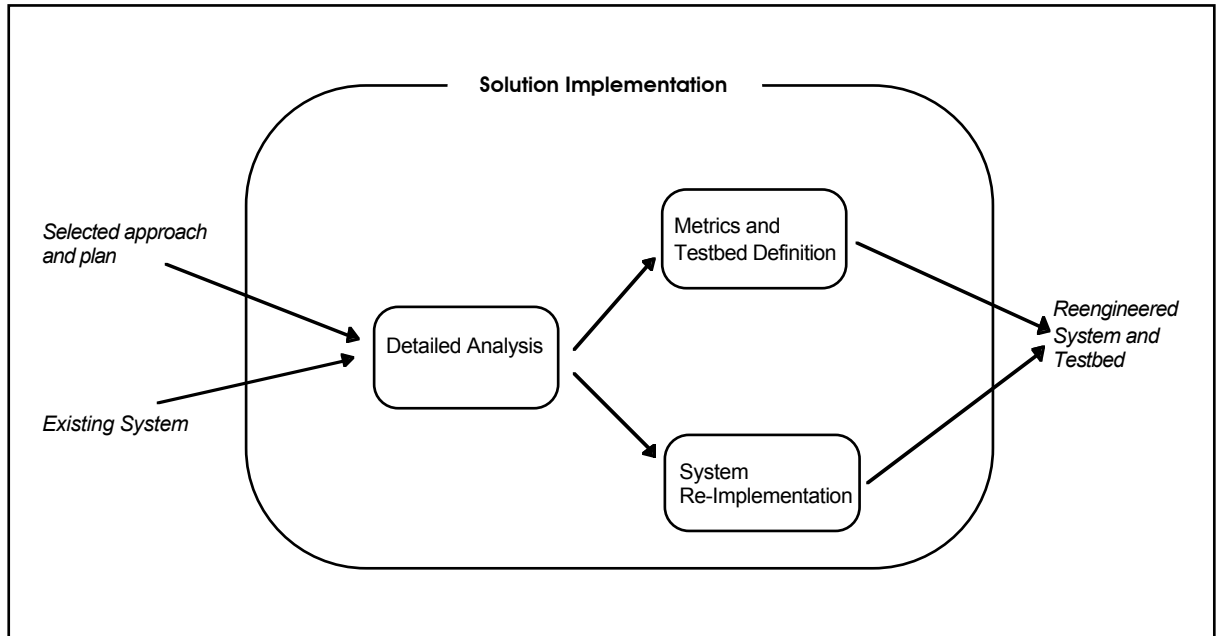 Solution Implementation
Selected approach
and plan
Existing System
Detailed Analysis
Metrics and
Testbed Definition
System
Re-Implementation
Reengineered
System and
Testbed